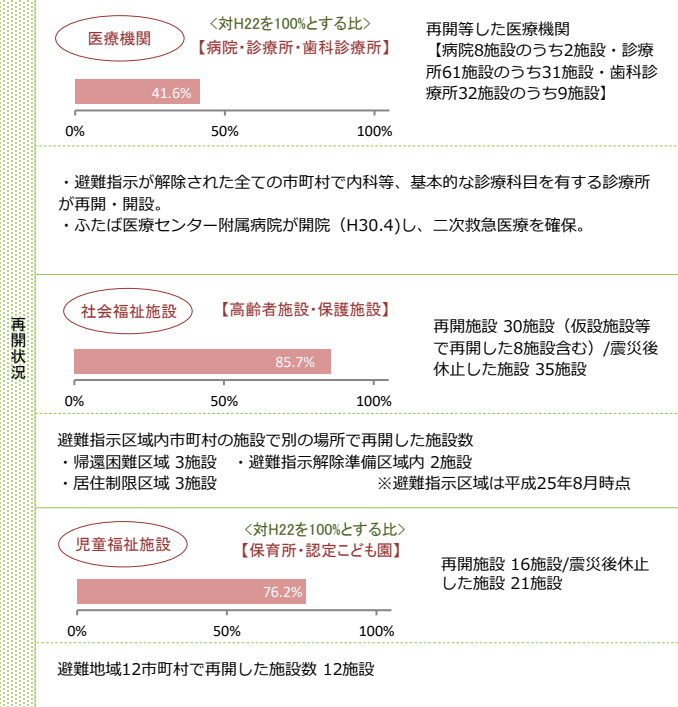 再開状況
医療機関
<対H22を100%とする比>
【病院・診療所・歯科診療所】
41.6%
0% 50% 100%
再開等した医療機関
【病院8施設のうち2施設・診療
所61施設のうち31施設・歯科診
療所32施設のうち9施設】
・避難指示が解除された全ての市町村で内科等、基本的な診療科目を有する診療所
が再開・開設。
・ふたば医療センター附属病院が開院（H30.4)し、二次救急医療を確保。
社会福祉施設
【高齢者施設・保護施設】
85.7%
0% 50% 100%
再開施設 30施設（仮設施設等
で再開した8施設含む）/震災後
休止した施設 35施設
避難指示区域内市町村の施設で別の場所で再開した施設数
・帰還困難区域 3施設 ・避難指示解除準備区域内 2施設
・居住制限区域 3施設 ※避難指示区域は平成25年8月時点
児童福祉施設
<対H22を100%とする比>
【保育所・認定こども園】
76.2%
0% 50% 100%
再開施設 16施設/震災後休止
した施設 21施設
避難地域12市町村で再開した施設数 12施設